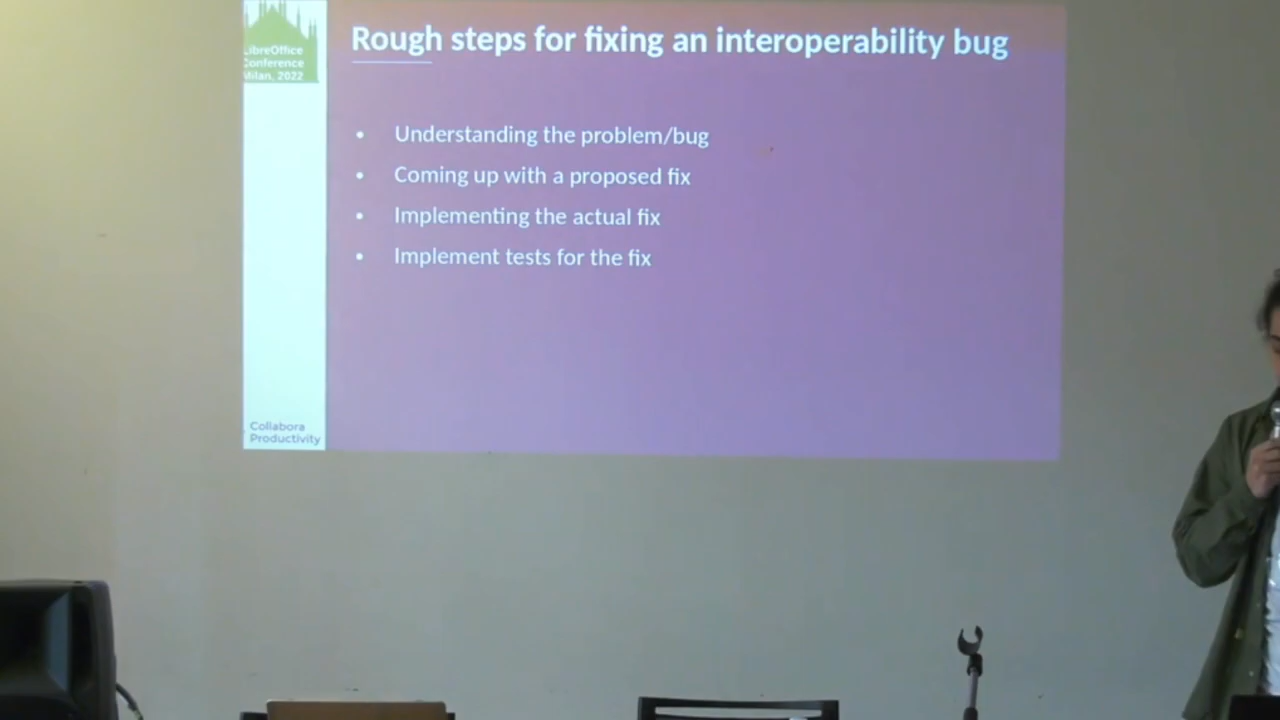 LibreOffice
Conference
Milan, 2022
Rough steps for fixing an interoperability bug
• Understanding the problem/bug
• Coming up with a proposed fix
• Implementing the actual fix
• Implement tests for the fix
Collabora
Productivity